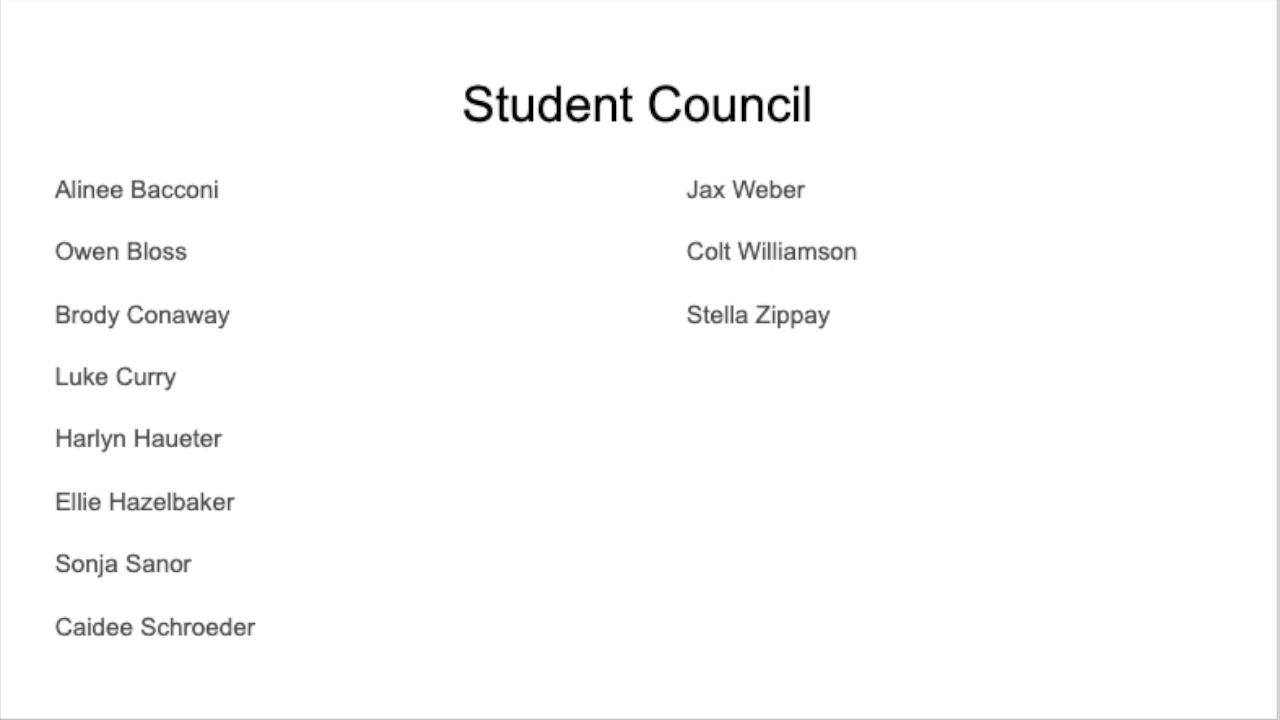 Student Council
Alinee Bacconi
Owen Bloss
Brody Conaway
Luke Curry
Harlyn Haueter
Ellie Hazelbaker
Sonja Sanor
Caidee Schroeder
Jax Weber
Colt Williamson
Stella Zippay